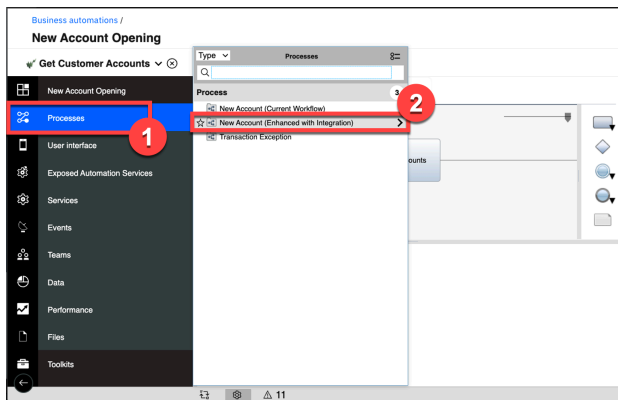 Business automations /
New Account Opening
Get Customer Accounts
Type
Processes
New Account Opening
Process 3
Processes
New Account (Current Workflow)
2
1
New Account (Enhanced with Integration)
User interface
Transaction Exception
ounts
Exposed Automation Services
Services
Events
Teams
Data
Performance
Files
Toolkits
11